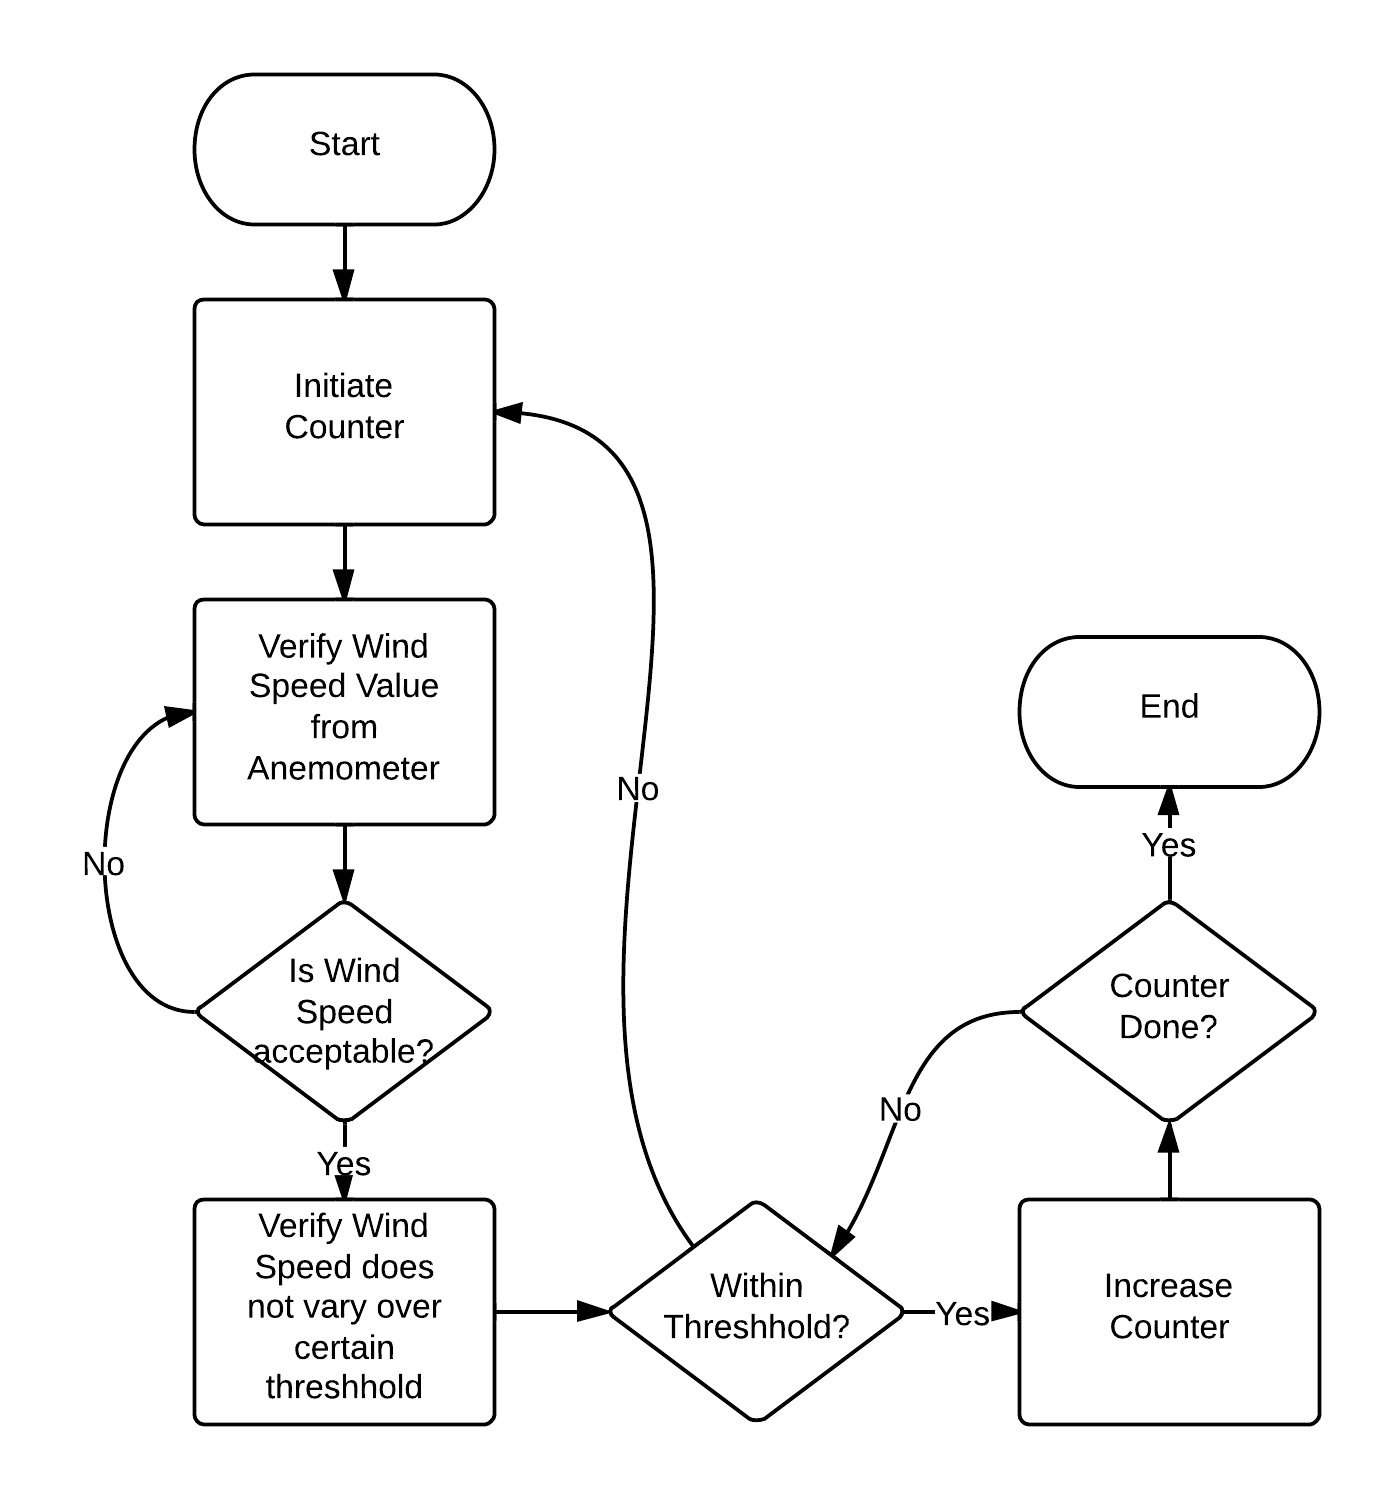 Start
Initiate
Counter
Verify Wind
Speed Value
from
Anemometer
No
Is Wind
Speed
acceptable?
Yes
Verify Wind
Speed does
not vary over
certain
threshhold
No
Within
Threshhold?
Yes
Increase
Counter
Counter
Done?
No
Yes
End